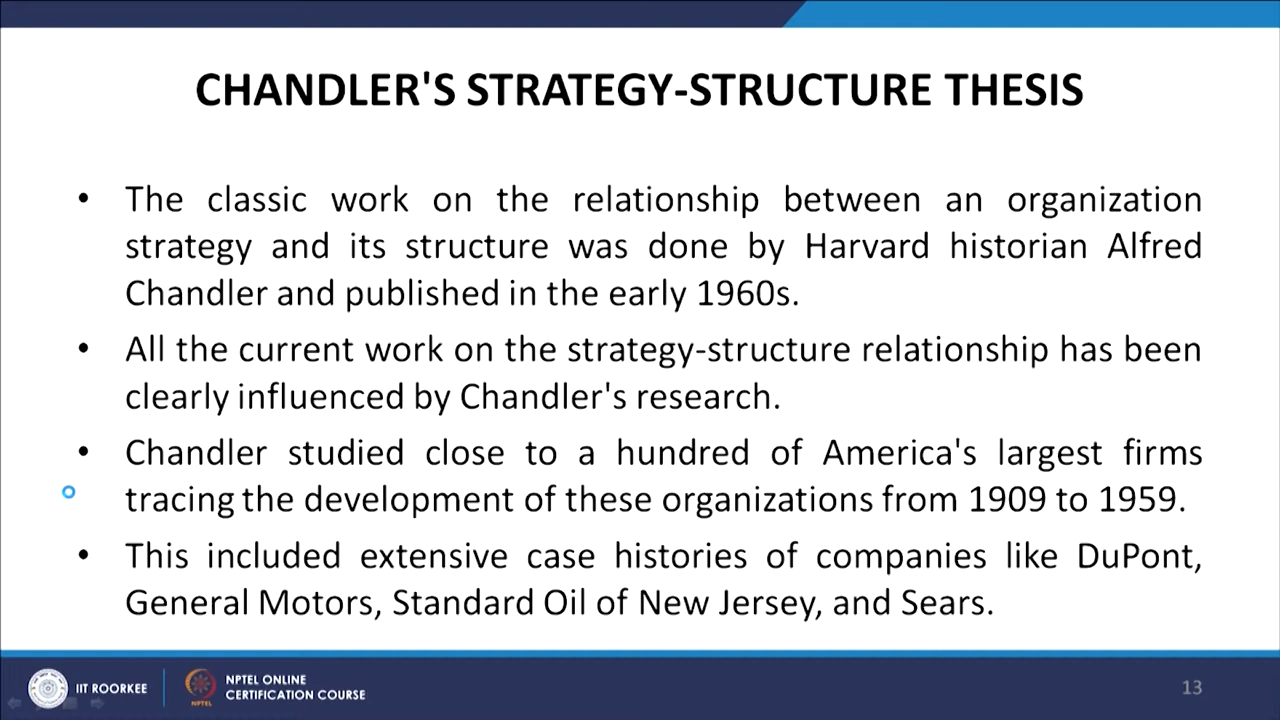 CHANDLER'S STRATEGY-STRUCTURE THESIS
• The classic work on the relationship between an organization
strategy and its structure was done by Harvard historian Alfred
Chandler and published in the early 1960s.
• All the current work on the strategy-structure relationship has been
clearly influenced by Chandler's research.
• Chandler studied close to a hundred of America's largest firms
tracing the development of these organizations from 1909 to 1959.
• This included extensive case histories of companies like DuPont,
General Motors, Standard Oil of New Jersey, and Sears.
IIT ROORKEE
NPTEL
NPTEL ONLINE
CERTIFICATION COURSE
13